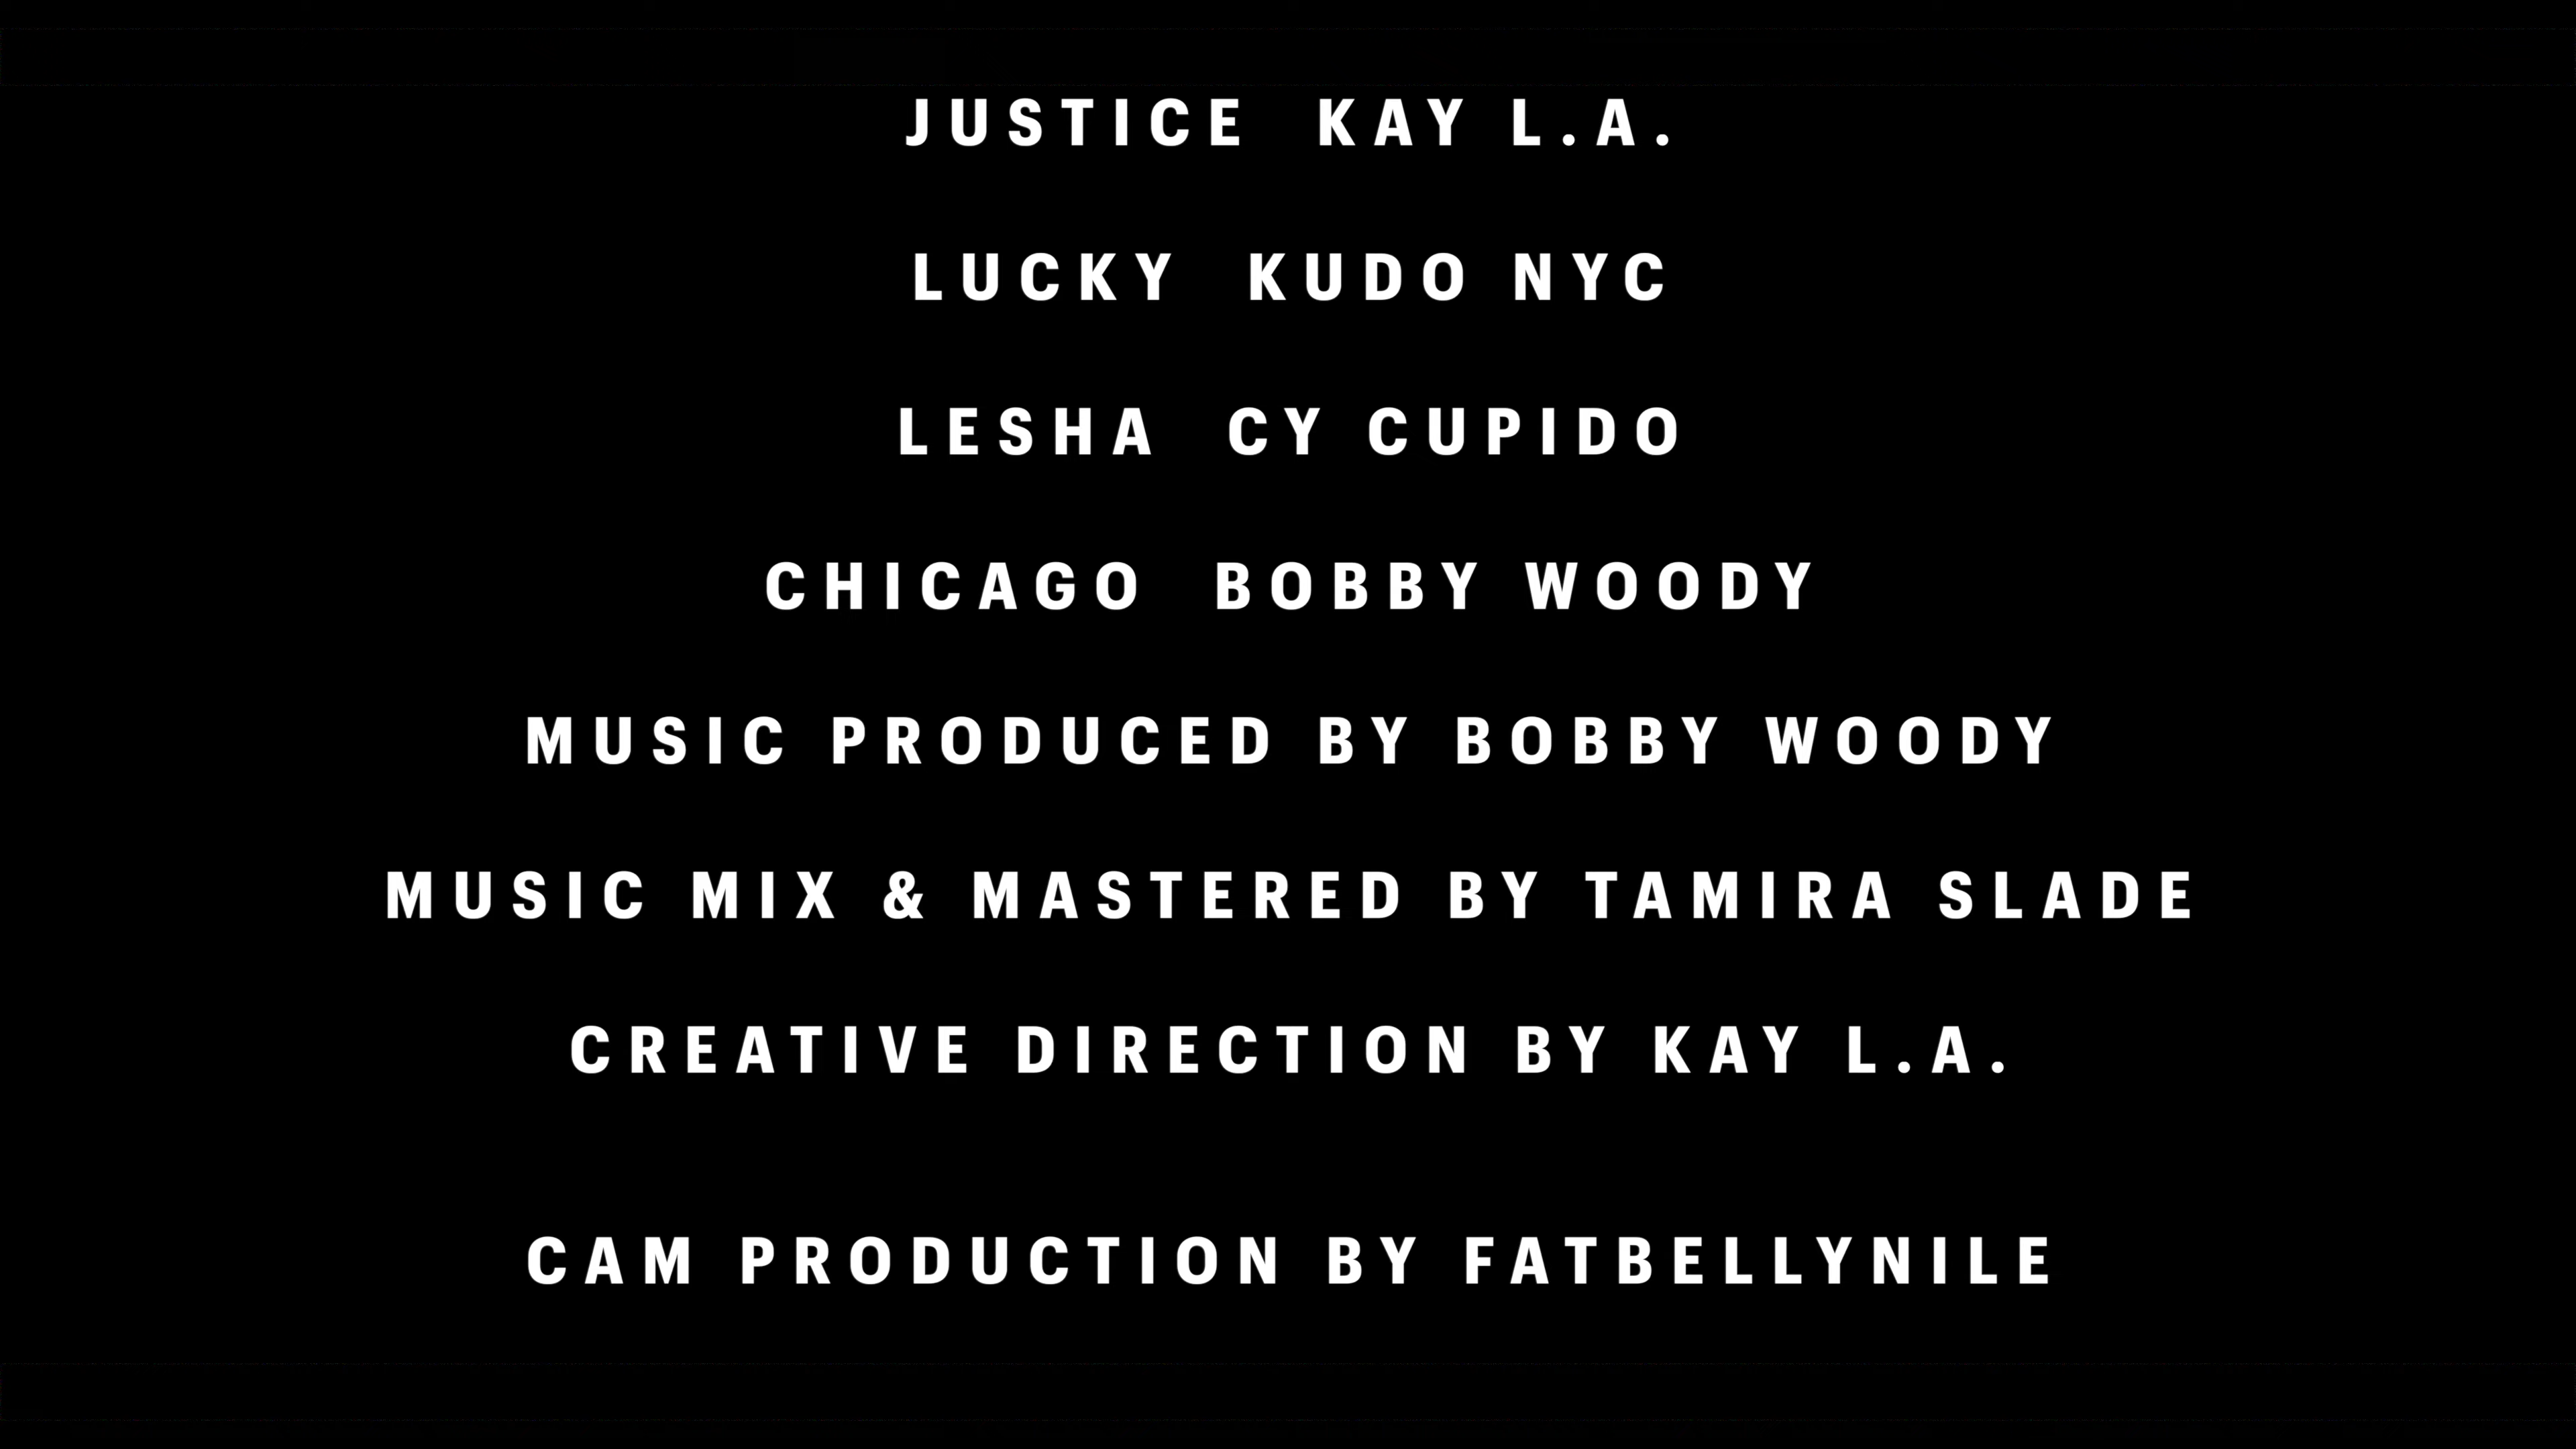 JUSTICE KAY L.A.
LUCKY KUDO NYC
LESHA CY CUPIDO
CHICAGO BOBBY WOODY
MUSIC PRODUCED BY BOBBY WOODY
MUSIC MIX & MASTERED BY TAMIRA SLADE
CREATIVE DIRECTION BY KAY L.A.
CAM PRODUCTION BY FATBELLYNILE